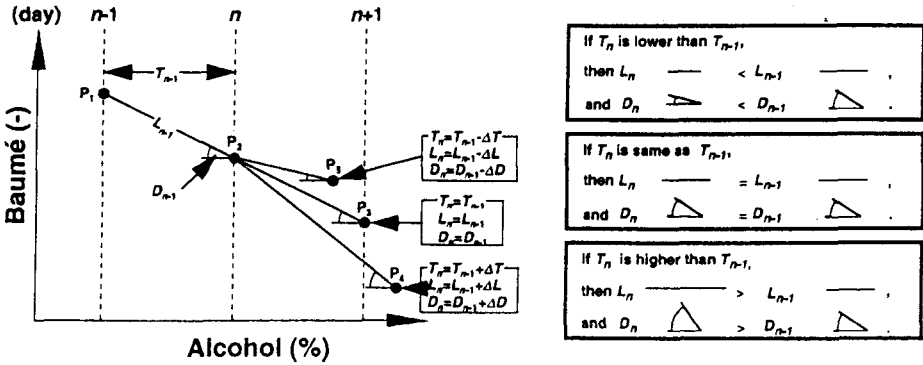 (day) n-1 n n+1
T_{n-1}
P_1
L_{n-1}
P_2
D_{n-1}
T_n=T_{n-1}-ΔT
L_n=L_{n-1}-ΔL
D_n=D_{n-1}-ΔD
P_3
T_n=T_{n-1}
L_n=L_{n-1}
D_n=D_{n-1}
P_4
T_n=T_{n-1}+ΔT
L_n=L_{n-1}+ΔL
D_n=D_{n-1}+ΔD
Baumé (-)
Alcohol (%)
If T_n is lower than T_{n-1},
then L_n < L_{n-1} ,
and D_n < D_{n-1} .
If T_n is same as T_{n-1},
then L_n = L_{n-1} ,
and D_n = D_{n-1} .
If T_n is higher than T_{n-1},
then L_n > L_{n-1} ,
and D_n > D_{n-1} .